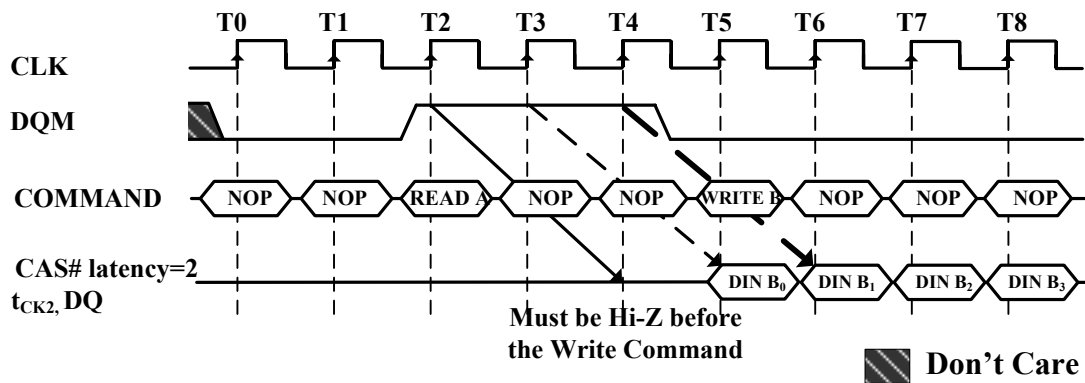 T0 T1 T2 T3 T4 T5 T6 T7 T8
CLK
DQM
COMMAND NOP NOP READ A NOP NOP WRITE B NOP NOP NOP
CAS# latency=2
tCK2, DQ DIN B0 DIN B1 DIN B2 DIN B3
Must be Hi-Z before
the Write Command
Don't Care